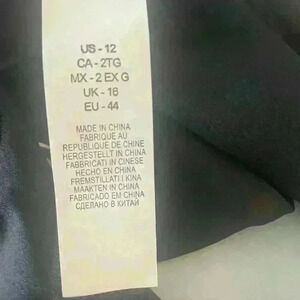 US - 12
CA - 2TG
MX - 2 EX G
UK - 16
EU - 44
MADE IN CHINA
FABRIQUE AU
REPUBLIQUE DE CHINE
HERGESTELLT IN CHINA
FABBRICATI IN CINESE
HECHO EN CHINA
FREMSTILLATI I KINA
MAAKTEN IN CHINA
FABRICADO EM CHINA
СДЕЛАНО В КИТАЙ